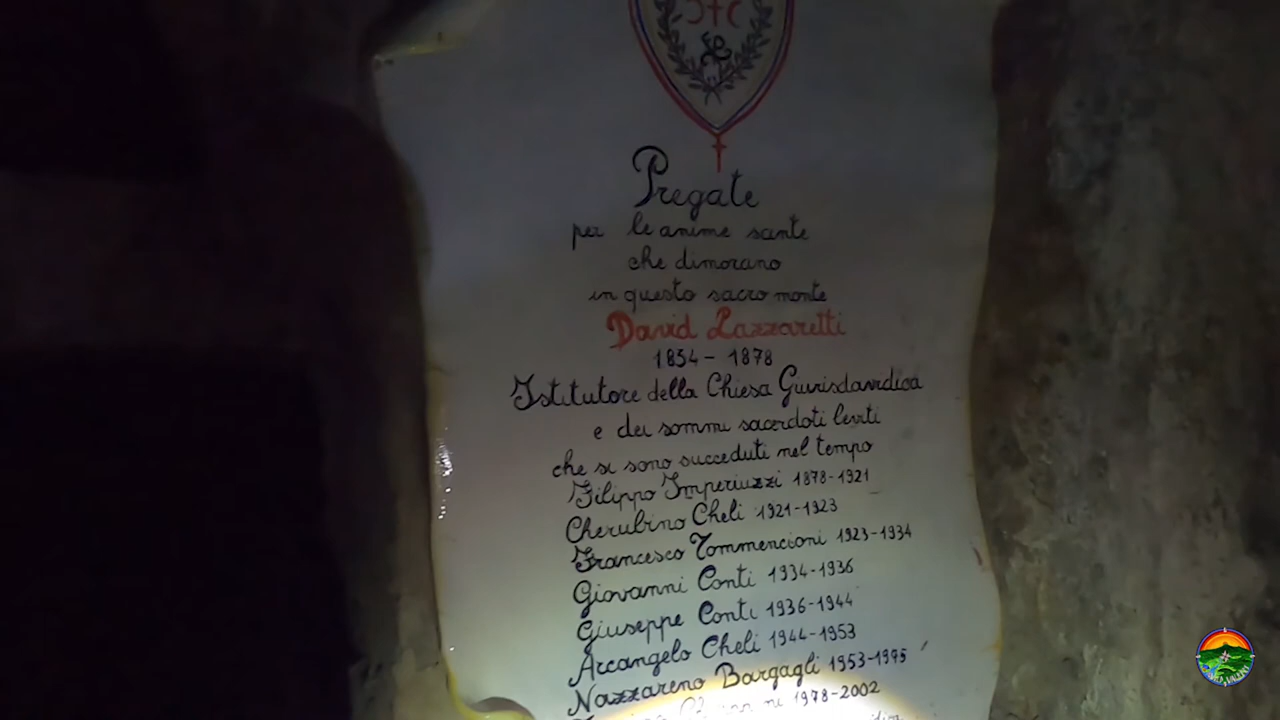 Pregate
per le anime sante
che dimorano
in questo sacro monte
David Lazzaretti
1834 - 1878
Istitutore della Chiesa Giurisdavidica
e dei sommi sacerdoti leviti
che si sono succeduti nel tempo
Filippo Imperiuzzi 1878-1921
Cherubino Cheli 1921-1923
Francesco Tommencioni 1923-1934
Giovanni Conti 1934-1936
Giuseppe Conti 1936-1944
Arcangelo Cheli 1944-1953
Nazzareno Bargagli 1953-1975
1978-2002